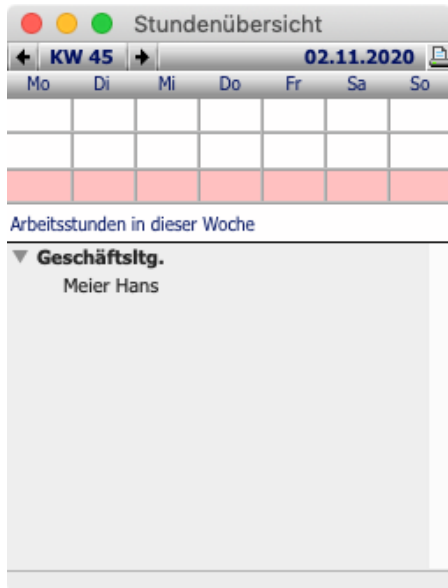 Stundenübersicht
KW 45 02.11.2020
Mo Di Mi Do Fr Sa So
Arbeitsstunden in dieser Woche
Geschäftsltg.
Meier Hans